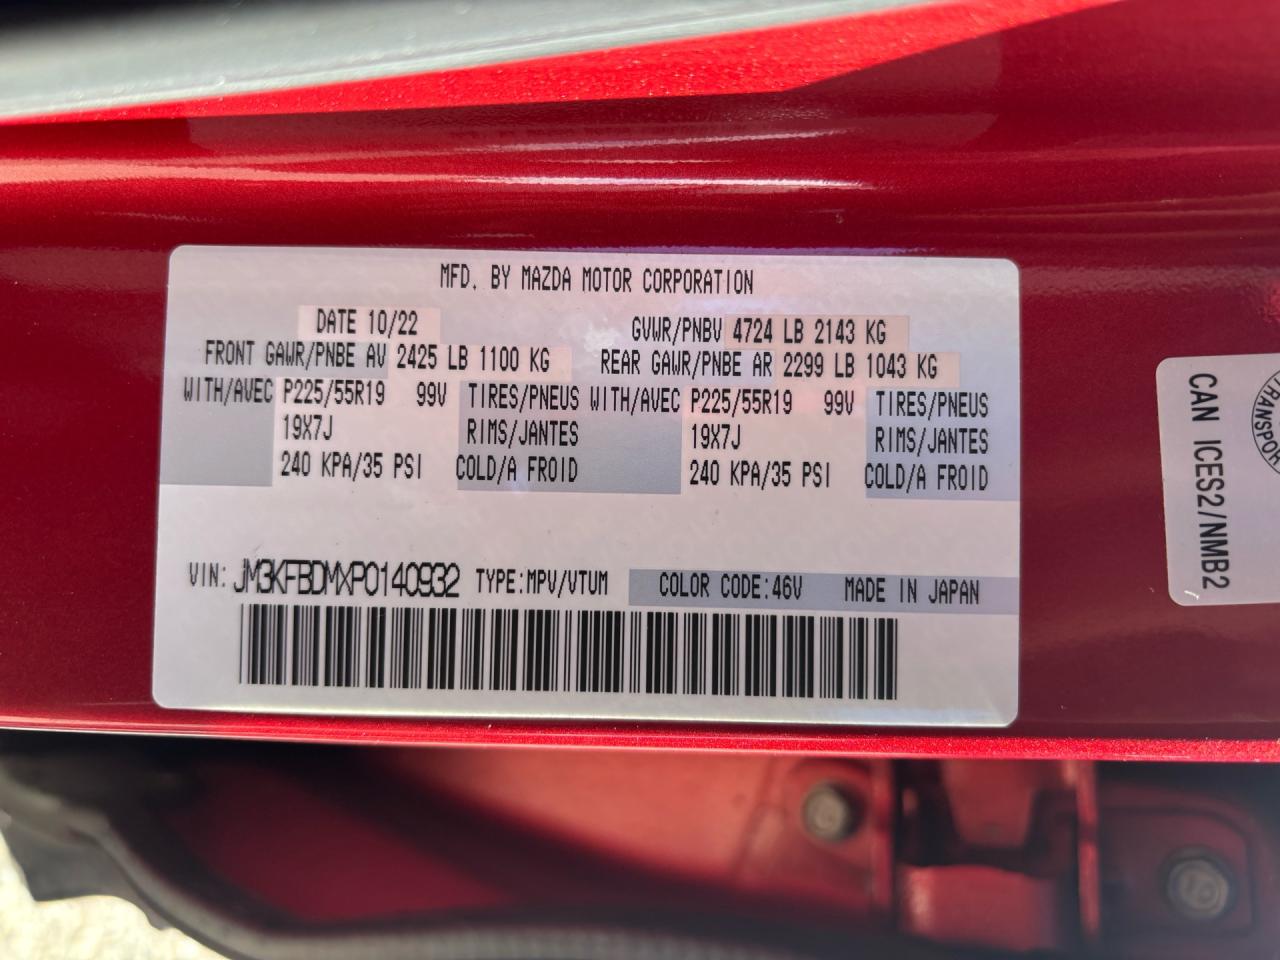 MFD. BY MAZDA MOTOR CORPORATION
DATE 10/22 GVWR/PNBV 4724 LB 2143 KG
FRONT GAWR/PNBE AV 2425 LB 1100 KG REAR GAWR/PNBE AR 2299 LB 1043 KG
WITH/AVEC P225/55R19 99V TIRES/PNEUS WITH/AVEC P225/55R19 99V TIRES/PNEUS
19X7J RIMS/JANTES 19X7J RIMS/JANTES
240 KPA/35 PSI COLD/A FROID 240 KPA/35 PSI COLD/A FROID
VIN: JM3KFBDMXP0140932 TYPE:MPV/VTUM COLOR CODE:46V MADE IN JAPAN
CAN ICES2/NMB2
TRANSPOR